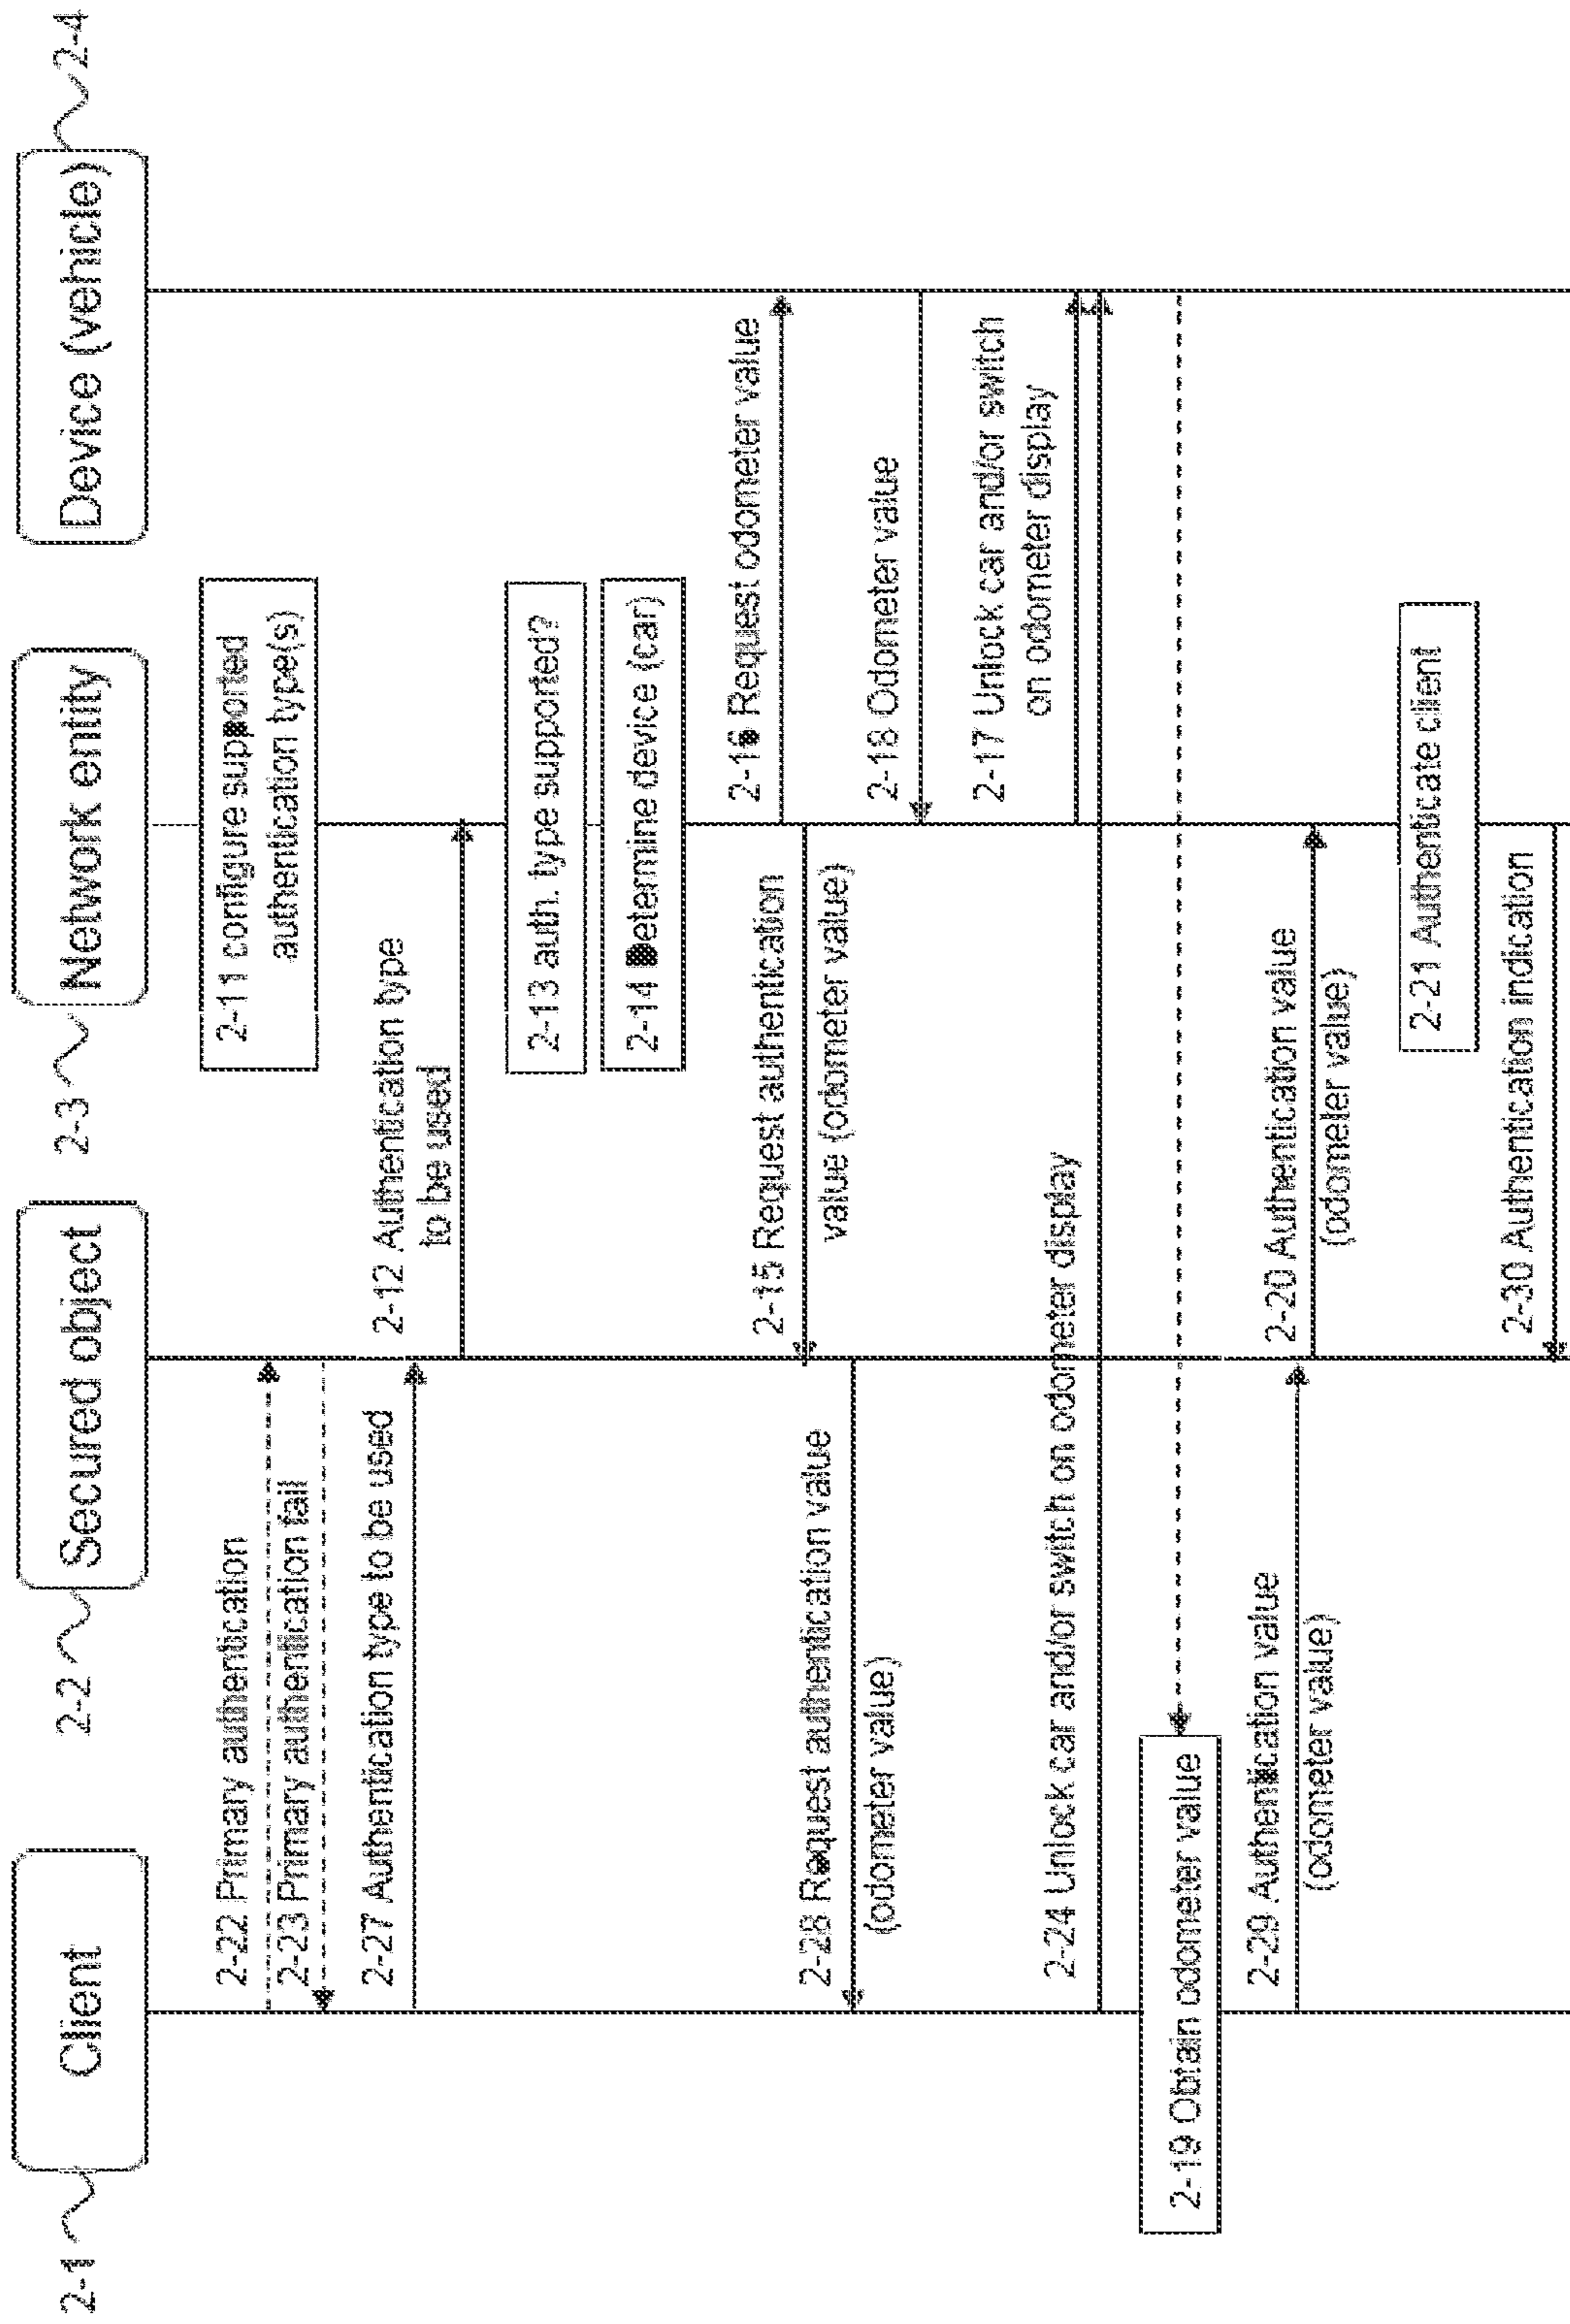 2-1
Client
2-2
Secured object
2-3
Network entity
Device (vehicle)
2-4
2-11 configure supported
authentication type(s)
2-22 Primary authentication
2-23 Primary authentication fail
2-27 Authentication type to be used
2-12 Authentication type
to be used
2-13 auth. type supported?
2-14 Determine device (car)
2-16 Request odometer value
2-15 Request authentication
value (odometer value)
2-28 Request authentication value
(odometer value)
2-18 Odometer value
2-17 Unlock car and/or switch
on odometer display
2-24 Unlock car and/or switch on odometer display
2-19 Obtain odometer value
2-29 Authentication value
(odometer value)
2-20 Authentication value
(odometer value)
2-21 Authenticate client
2-30 Authentication indication